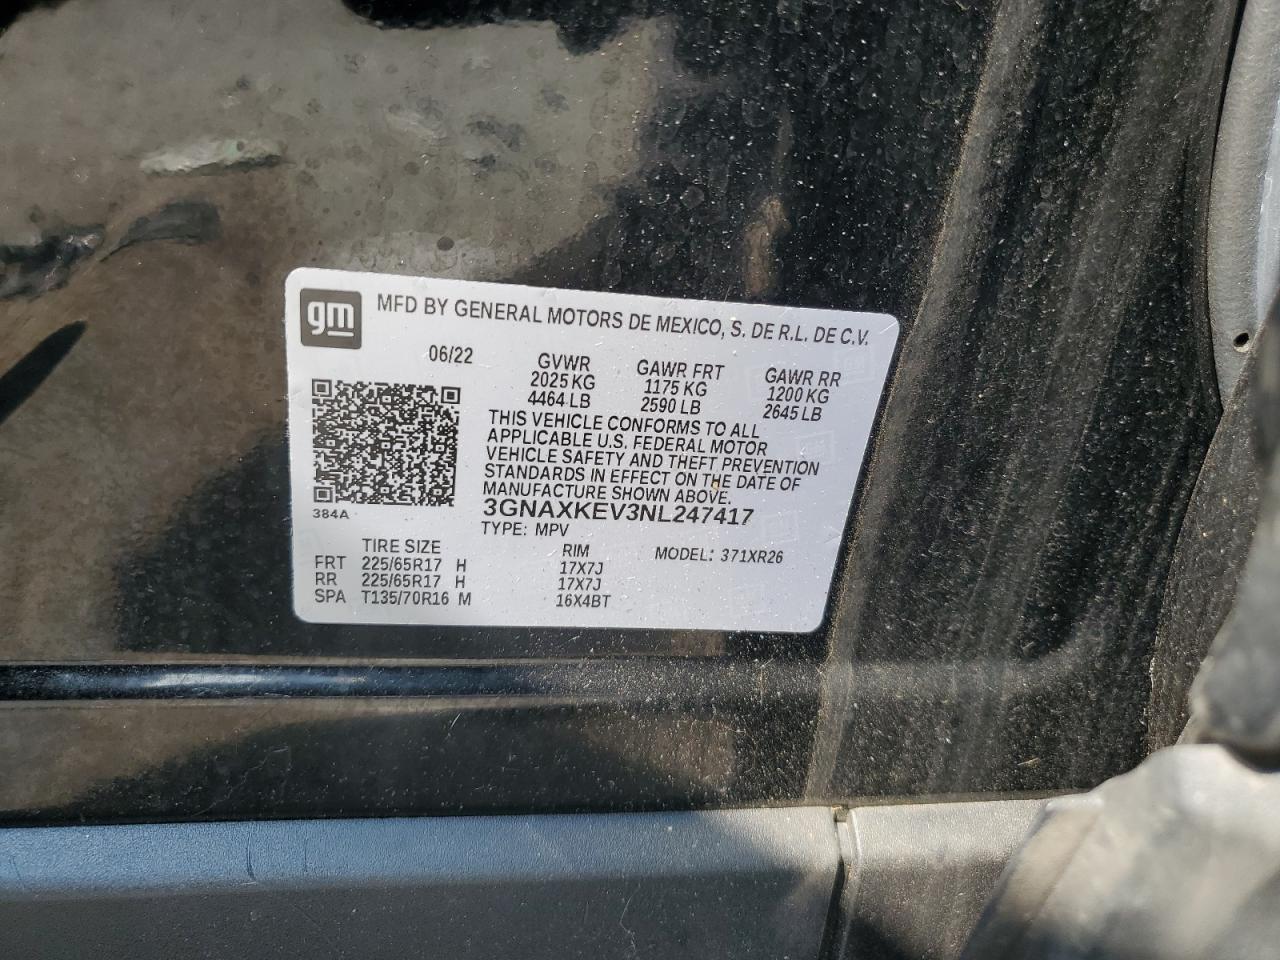 gm
MFD BY GENERAL MOTORS DE MEXICO, S. DE R.L. DE C.V.
06/22
GVWR GAWR FRT GAWR RR
2025 KG 1175 KG 1200 KG
4464 LB 2590 LB 2645 LB
THIS VEHICLE CONFORMS TO ALL
APPLICABLE U.S. FEDERAL MOTOR
VEHICLE SAFETY AND THEFT PREVENTION
STANDARDS IN EFFECT ON THE DATE OF
MANUFACTURE SHOWN ABOVE.
3GNAXKEV3NL247417
384A
TYPE: MPV
TIRE SIZE RIM MODEL: 371XR26
FRT 225/65R17 H 17X7J
RR 225/65R17 H 17X7J
SPA T135/70R16 M 16X4BT